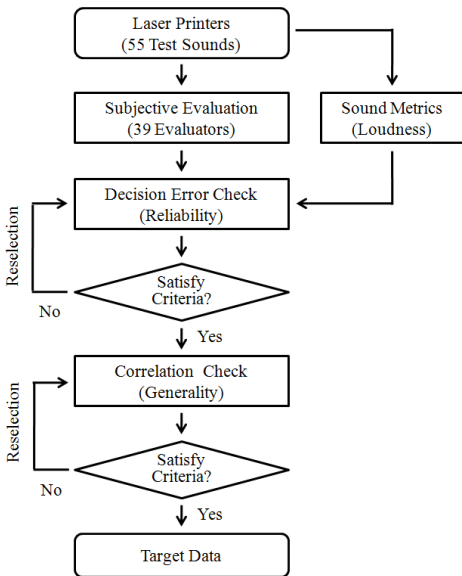 Laser Printers
(55 Test Sounds)
Subjective Evaluation
(39 Evaluators)
Sound Metrics
(Loudness)
Decision Error Check
(Reliability)
Reselection
Satisfy
Criteria?
No
Yes
Correlation Check
(Generality)
Reselection
Satisfy
Criteria?
No
Yes
Target Data